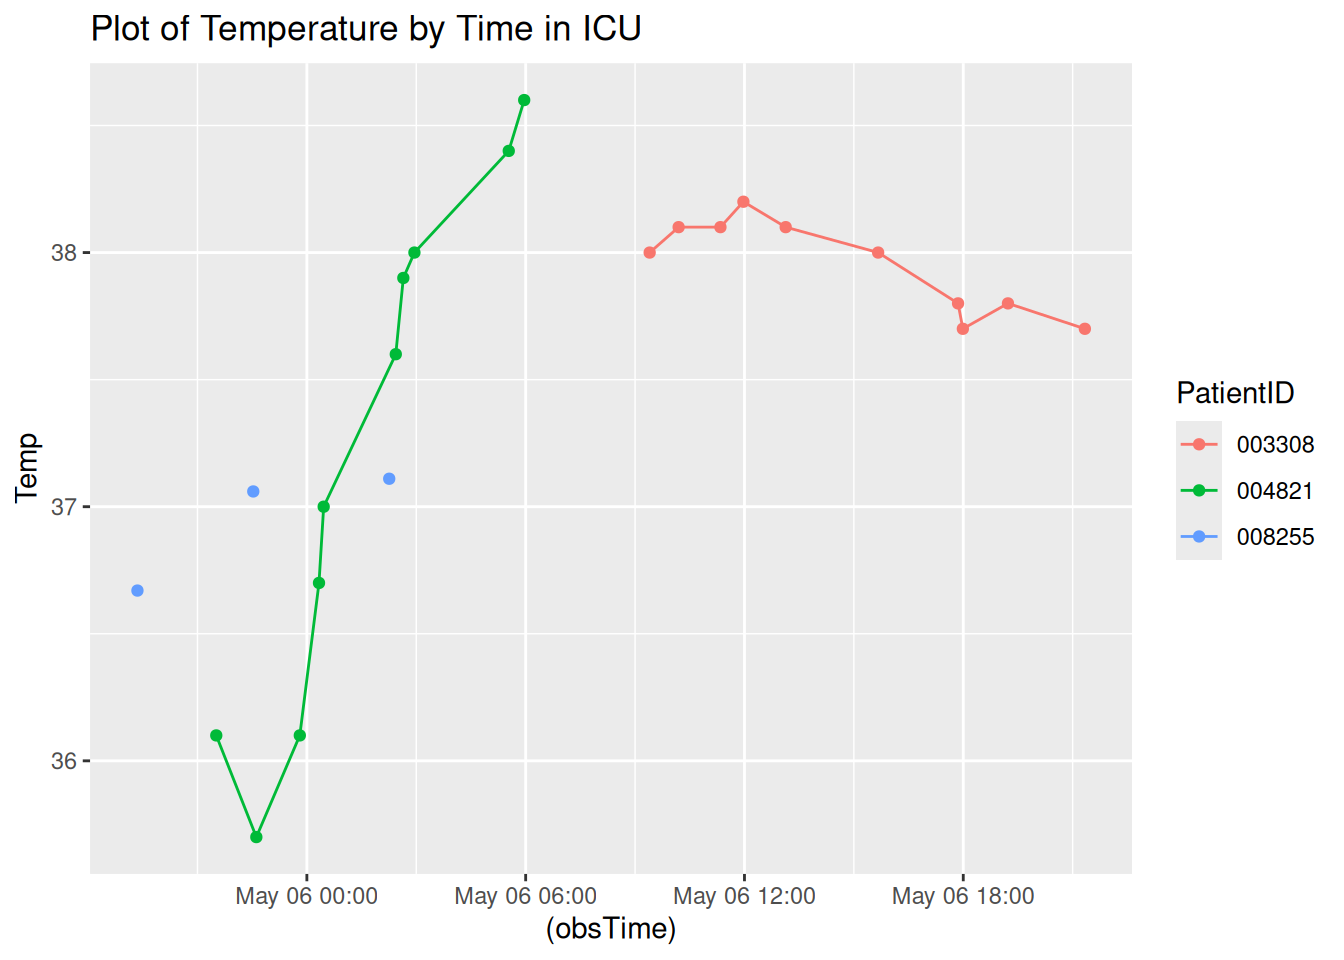 Plot of Temperature by Time in ICU
Temp
38
37
36
May 06 00:00 May 06 06:00 May 06 12:00 May 06 18:00
(obsTime)
PatientID
003308
004821
008255